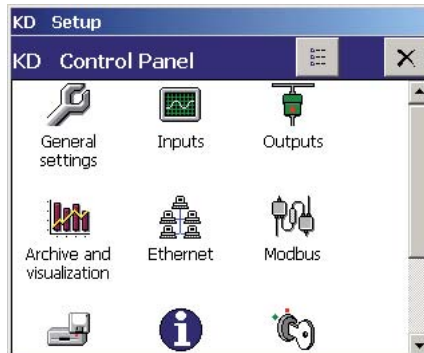 KD Setup
KD Control Panel
General
settings
Inputs
Outputs
Archive and
visualization
Ethernet
Modbus